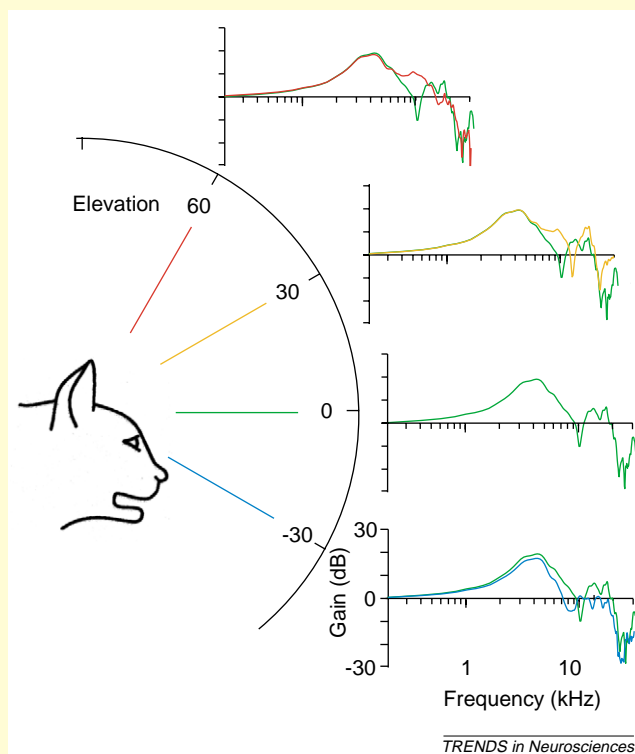 Elevation 60
30
0
-30
30
0
-30
Gain (dB)
1 10
Frequency (kHz)
TRENDS in Neurosciences